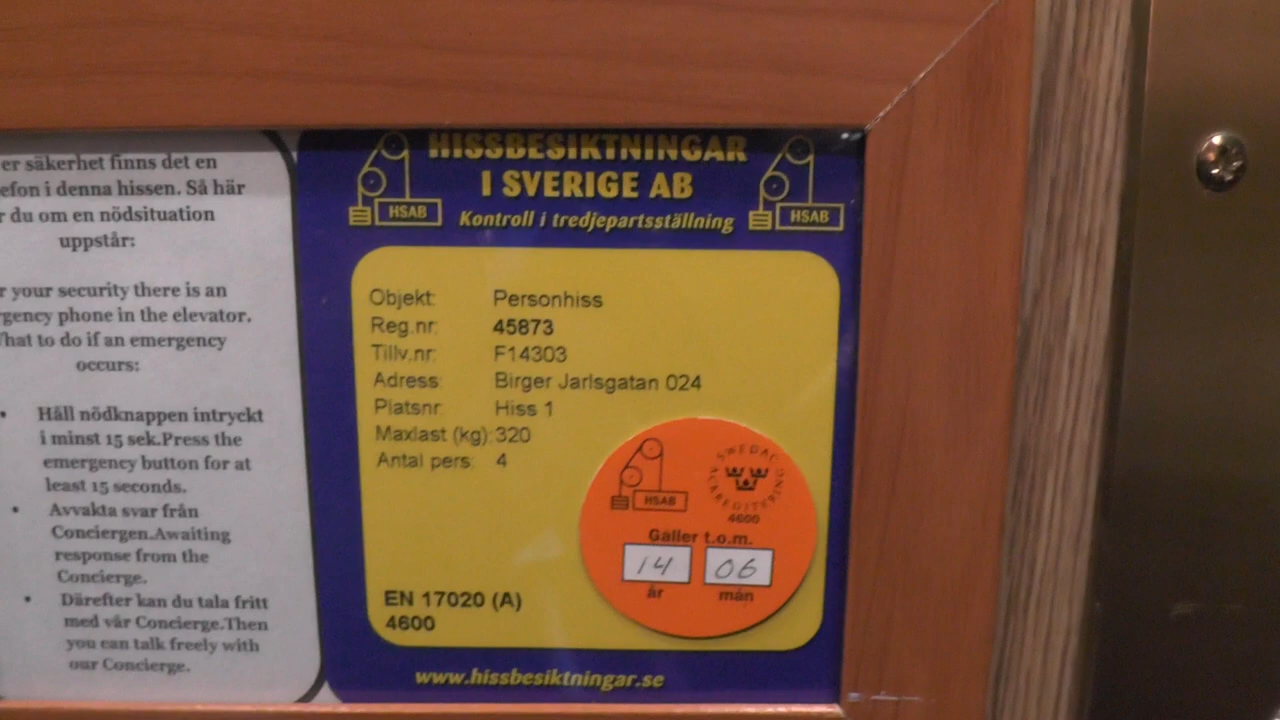 er säkerhet finns det en
efon i denna hissen. Så här
r du om en nödsituation
uppstår:
r your security there is an
rgency phone in the elevator.
hat to do if an emergency
occurs:
• Håll nödknappen intryckt
i minst 15 sek.Press the
emergency button for at
least 15 seconds.
• Avvakta svar från
Conciergen.Awaiting
response from the
Concierge.
• Därefter kan du tala fritt
med vår Concierge.Then
you can talk freely with
our Concierge.
HISSBESIKTNINGAR
I SVERIGE AB
HSAB
Kontroll i tredjepartsställning
HSAB
Objekt: Personhiss
Reg.nr: 45873
Tillv.nr: F14303
Adress: Birger Jarlsgatan 024
Platsnr: Hiss 1
Maxlast (kg): 320
Antal pers: 4
HSAB
SWEDAC
ACKREDITERING
4600
Gäller t.o.m.
14 06
år mån
EN 17020 (A)
4600
www.hissbesiktningar.se